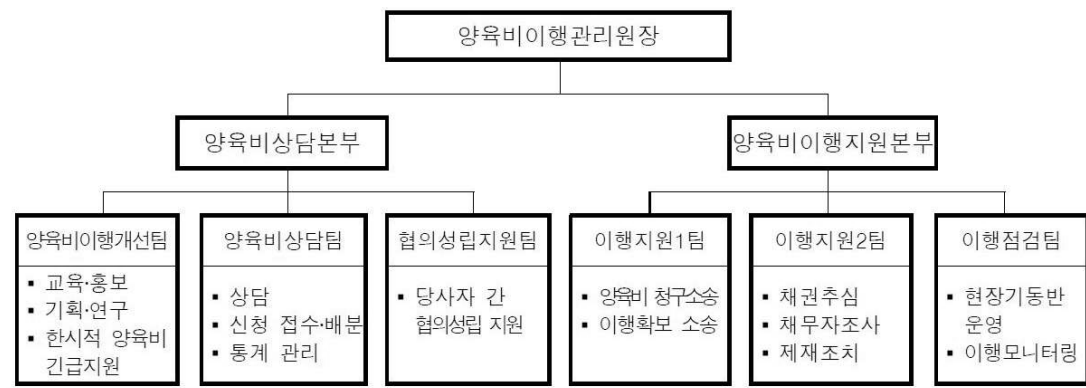 양육비이행관리원장
양육비상담본부
양육비이행지원본부
양육비이행개선팀
▪ 교육·홍보
▪ 기획·연구
▪ 한시적 양육비
긴급지원
양육비상담팀
▪ 상담
▪ 신청 접수·배분
▪ 통계 관리
협의성립지원팀
▪ 당사자 간
협의성립 지원
이행지원1팀
▪ 양육비 청구소송
▪ 이행확보 소송
이행지원2팀
▪ 채권추심
▪ 채무자조사
▪ 제재조치
이행점검팀
▪ 현장기동반
운영
▪ 이행모니터링